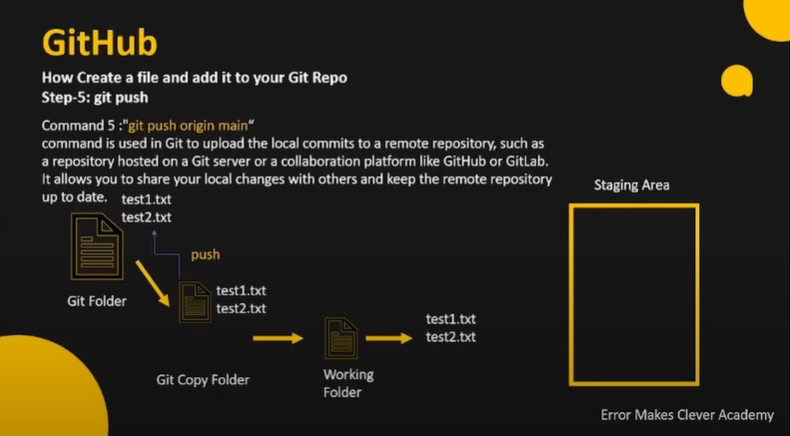 GitHub
How Create a file and add it to your Git Repo
Step-5: git push
Command 5 :"git push origin main“
command is used in Git to upload the local commits to a remote repository, such as
a repository hosted on a Git server or a collaboration platform like GitHub or GitLab.
It allows you to share your local changes with others and keep the remote repository
up to date.
test1.txt
test2.txt
Staging Area
push
Git Folder
test1.txt
test2.txt
test1.txt
test2.txt
Git Copy Folder
Working
Folder
Error Makes Clever Academy